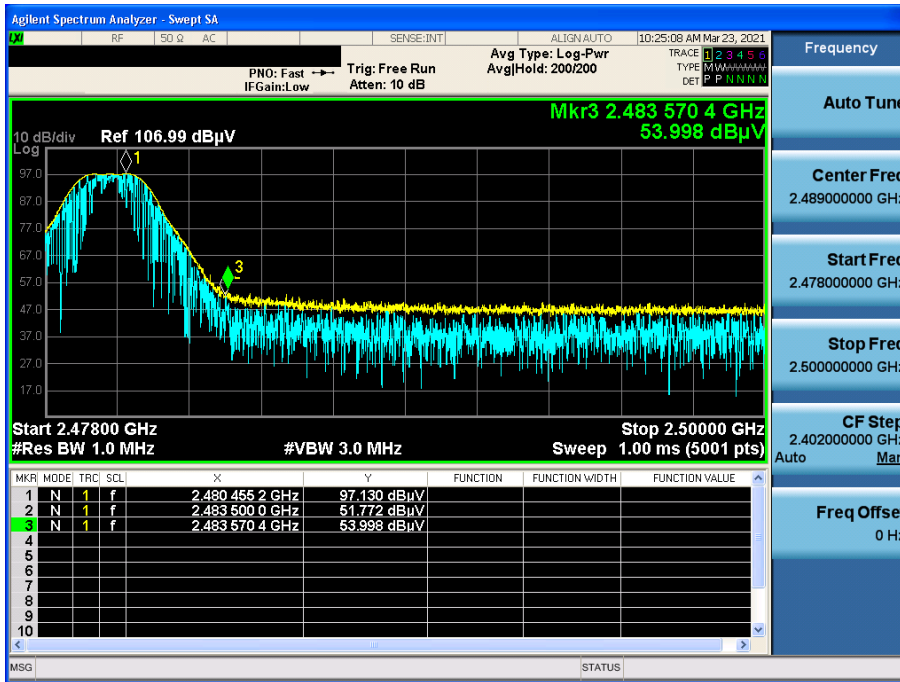 Agilent Spectrum Analyzer - Swept SA
LXI RF 50 Ω AC SENSE:INT ALIGN AUTO 10:25:08 AM Mar 23, 2021
PNO: Fast Trig: Free Run Avg Type: Log-Pwr TRACE 1 2 3 4 5 6
IFGain:Low Atten: 10 dB Avg|Hold: 200/200 TYPE MWWWWW
DET P P N N N N
Mkr3 2.483 570 4 GHz
53.998 dBµV
10 dB/div Ref 106.99 dBµV
Log
97.0
87.0
77.0
67.0
57.0
47.0
37.0
27.0
17.0
1
3
Start 2.47800 GHz Stop 2.50000 GHz
#Res BW 1.0 MHz #VBW 3.0 MHz Sweep 1.00 ms (5001 pts)
MKR MODE TRC SCL X Y FUNCTION FUNCTION WIDTH FUNCTION VALUE
1 N 1 f 2.480 455 2 GHz 97.130 dBµV
2 N 1 f 2.483 500 0 GHz 51.772 dBµV
3 N 1 f 2.483 570 4 GHz 53.998 dBµV
4
5
6
7
8
9
10
MSG STATUS
Frequency
Auto Tune
Center Freq
2.489000000 GHz
Start Freq
2.478000000 GHz
Stop Freq
2.500000000 GHz
CF Step
2.402000000 GHz
Auto Man
Freq Offset
0 Hz